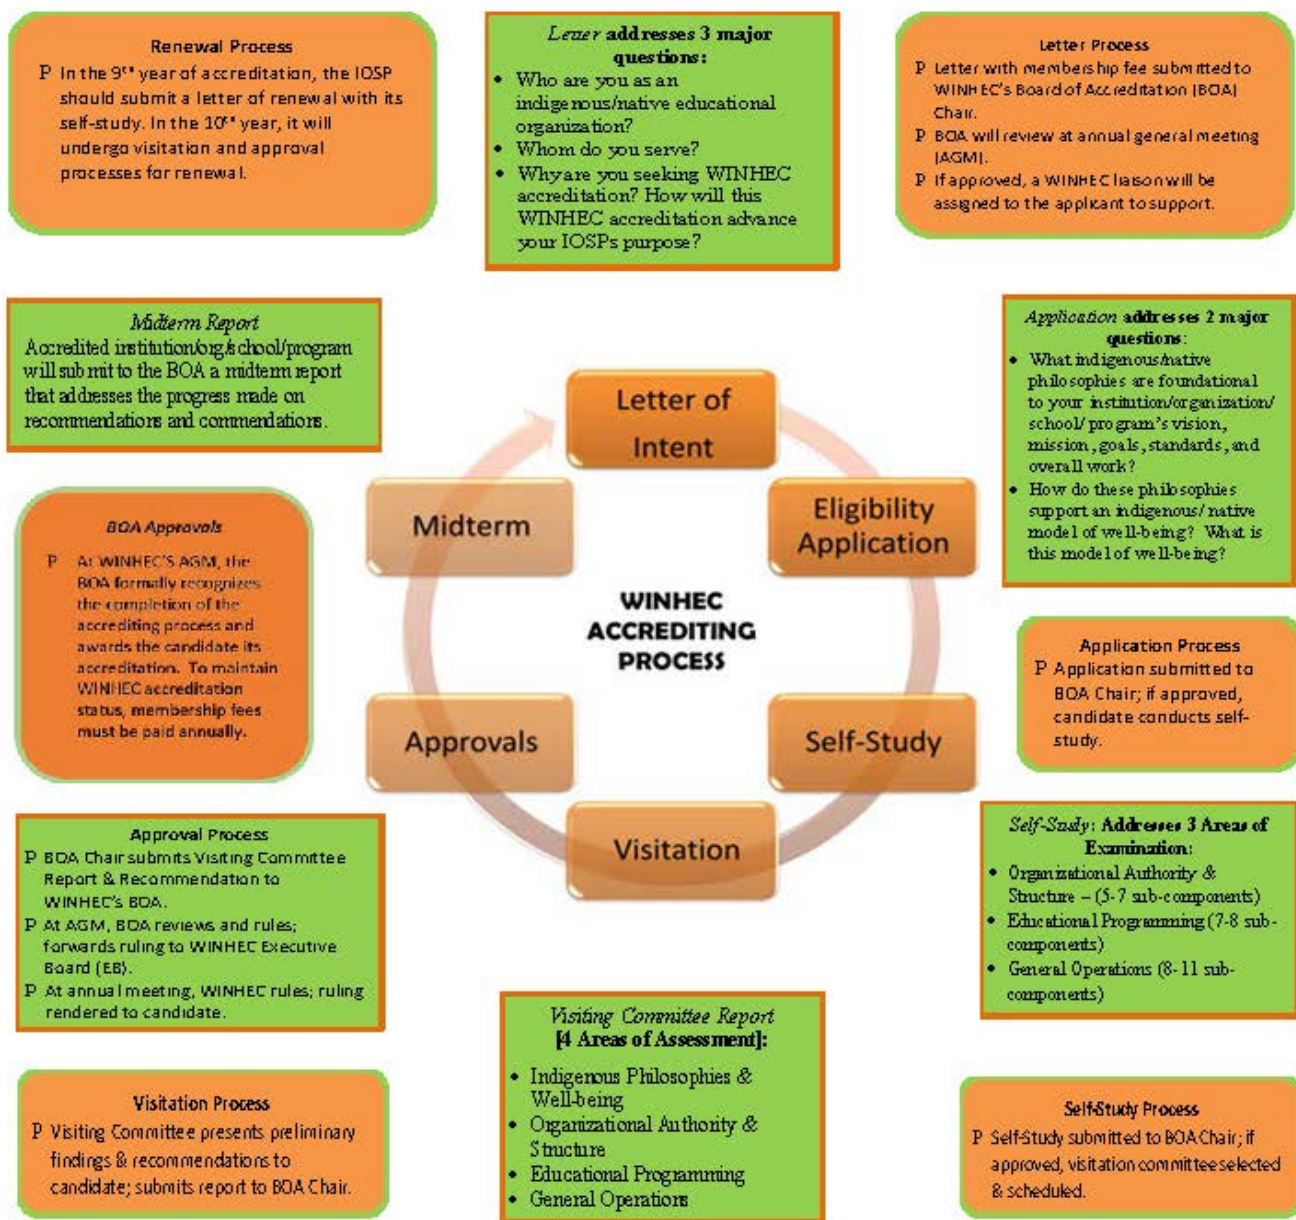 Renewal Process
P In the 9th year of accreditation, the IOSP
should submit a letter of renewal with its
self-study. In the 10th year, it will
undergo visitation and approval
processes for renewal.
Letter addresses 3 major
questions:
• Who are you as an
indigenous/native educational
organization?
• Whom do you serve?
• Why are you seeking WINHEC
accreditation? How will this
WINHEC accreditation advance
your IOSPs purpose?
Letter Process
P Letter with membership fee submitted to
WINHEC's Board of Accreditation (BOA)
Chair.
P BOA will review at annual general meeting
(AGM).
P If approved, a WINHEC liaison will be
assigned to the applicant to support.
Midterm Report
Accredited institution/org/school/program
will submit to the BOA a midterm report
that addresses the progress made on
recommendations and commendations.
Application addresses 2 major
questions:
• What indigenous/native
philosophies are foundational
to your institution/organization/
school/ program's vision,
mission, goals, standards, and
overall work?
• How do these philosophies
support an indigenous/ native
model of well-being? What is
this model of well-being?
Letter of
Intent
Midterm
Eligibility
Application
BOA Approvals
P At WINHEC'S AGM, the
BOA formally recognizes
the completion of the
accrediting process and
awards the candidate its
accreditation. To maintain
WINHEC accreditation
status, membership fees
must be paid annually.
WINHEC
ACCREDITING
PROCESS
Application Process
P Application submitted to
BOA Chair; if approved,
candidate conducts self-
study.
Approvals
Self-Study
Visitation
Approval Process
P BOA Chair submits Visiting Committee
Report & Recommendation to
WINHEC's BOA.
P At AGM, BOA reviews and rules;
forwards ruling to WINHEC Executive
Board (EB).
P At annual meeting, WINHEC rules; ruling
rendered to candidate.
Self-Study: Addresses 3 Areas of
Examination:
• Organizational Authority &
Structure – (5-7 sub-components)
• Educational Programming (7-8 sub-
components)
• General Operations (8-11 sub-
components)
Visiting Committee Report
[4 Areas of Assessment]:
• Indigenous Philosophies &
Well-being
• Organizational Authority &
Structure
• Educational Programming
• General Operations
Visitation Process
P Visiting Committee presents preliminary
findings & recommendations to
candidate; submits report to BOA Chair.
Self-Study Process
P Self-Study submitted to BOA Chair; if
approved, visitation committee selected
& scheduled.